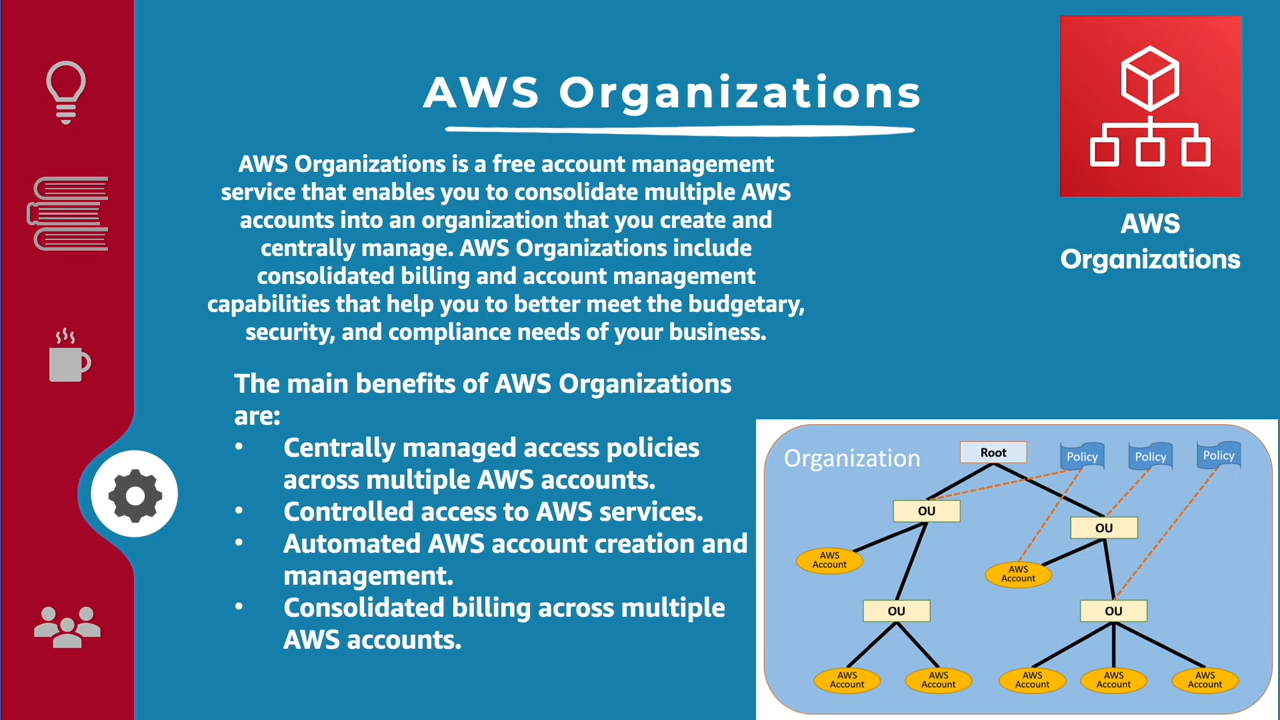 AWS Organizations
AWS Organizations is a free account management
service that enables you to consolidate multiple AWS
accounts into an organization that you create and
centrally manage. AWS Organizations include
consolidated billing and account management
capabilities that help you to better meet the budgetary,
security, and compliance needs of your business.
AWS
Organizations
The main benefits of AWS Organizations
are:
• Centrally managed access policies
across multiple AWS accounts.
• Controlled access to AWS services.
• Automated AWS account creation and
management.
• Consolidated billing across multiple
AWS accounts.
Organization
Root
Policy
Policy
Policy
OU
OU
AWS
Account
AWS
Account
OU
OU
AWS
Account
AWS
Account
AWS
Account
AWS
Account
AWS
Account